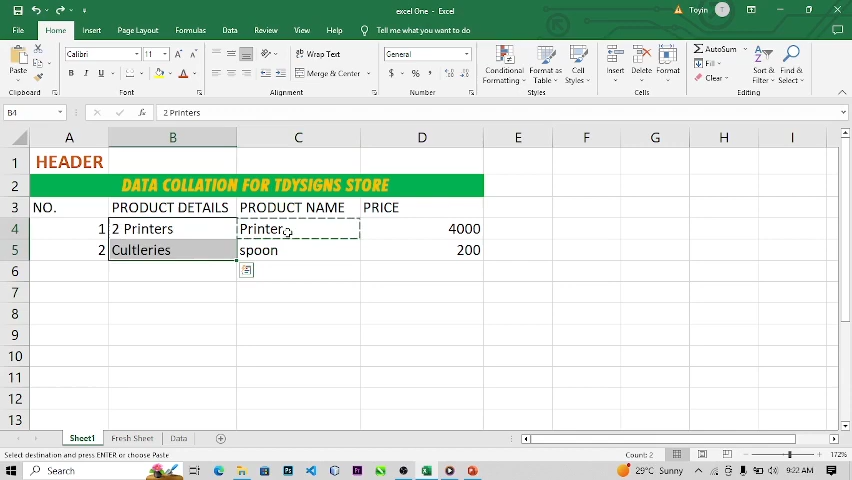 excel One - Excel
Toyin
T
File Home Insert Page Layout Formulas Data Review View Help Tell me what you want to do
Paste
Calibri 11
B I U
Wrap Text
Merge & Center
General
$ % ,
Conditional Formatting
Format as Table
Cell Styles
Insert Delete Format
AutoSum
Fill
Clear
Sort & Filter
Find & Select
Clipboard Font Alignment Number Styles Cells Editing
B4 fx 2 Printers
A B C D E F G H I
1 HEADER
2 DATA COLLATION FOR TDYSIGNS STORE
3 NO. PRODUCT DETAILS PRODUCT NAME PRICE
4 1 2 Printers Printer 4000
5 2 Cultleries spoon 200
6
7
8
9
10
11
12
13
Sheet1 Fresh Sheet Data
Select destination and press ENTER or choose Paste Count: 2 172%
Search 29°C Sunny 9:22 AM